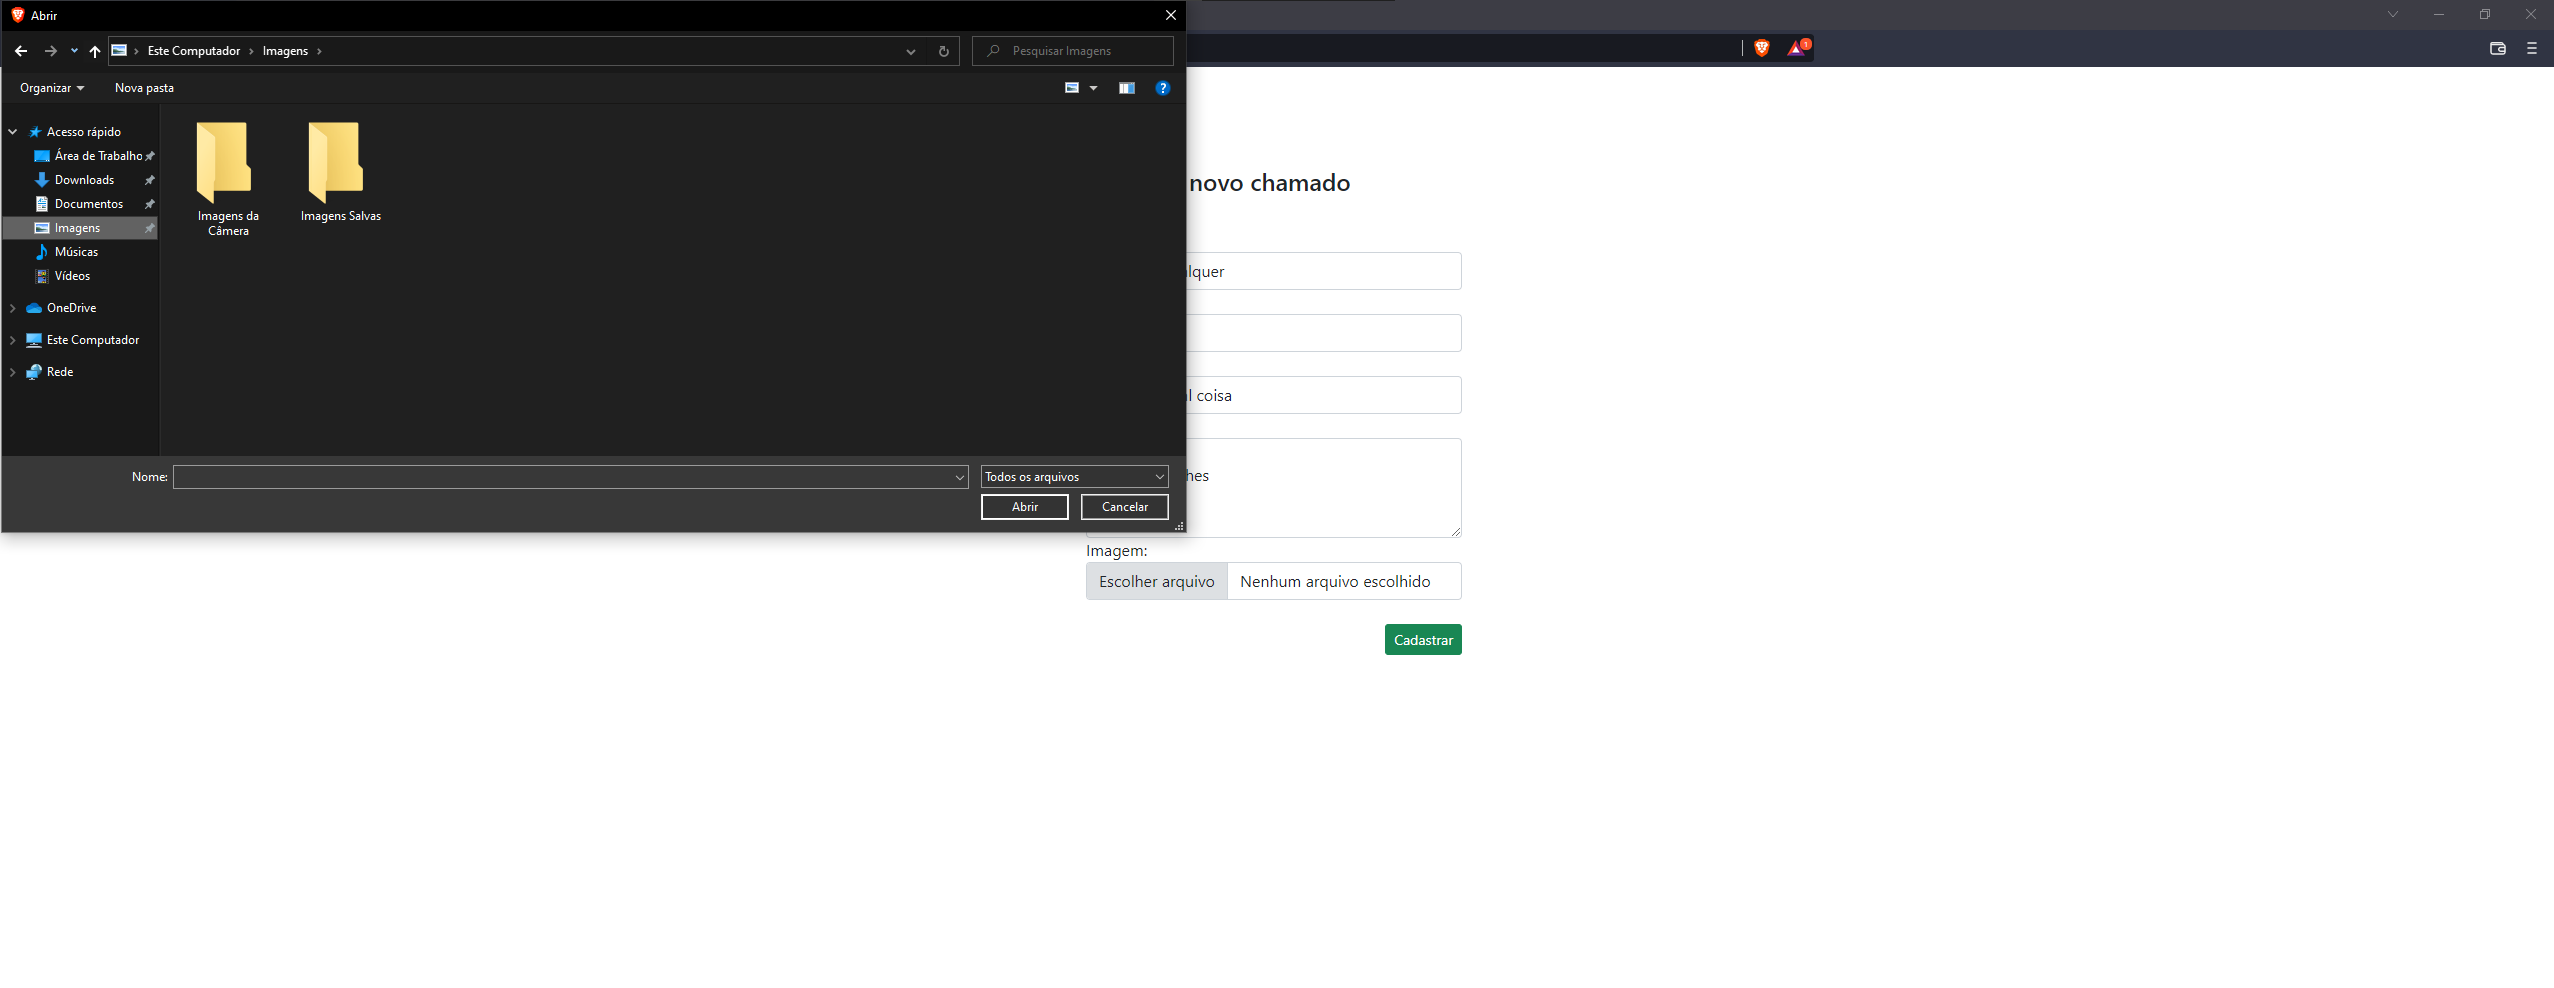 Abrir
Este Computador
Imagens
Pesquisar Imagens
Organizar
Nova pasta
Acesso rápido
Área de Trabalho
Downloads
Documentos
Imagens
Músicas
Vídeos
OneDrive
Este Computador
Rede
Imagens da
Câmera
Imagens Salvas
Nome:
Todos os arquivos
Abrir
Cancelar
novo chamado
coisa
Imagem:
Escolher arquivo
Nenhum arquivo escolhido
Cadastrar